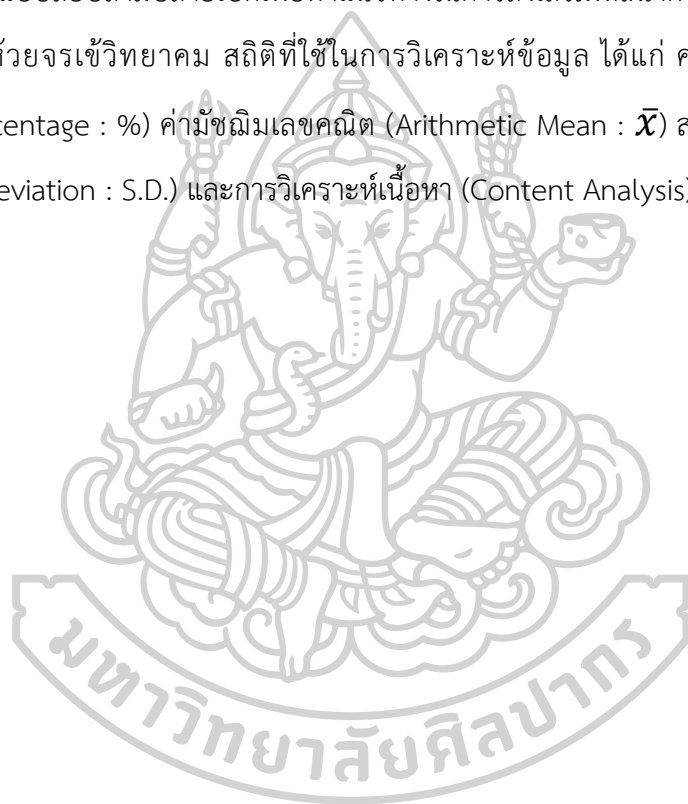 ห้วยจรเข้วิทยาคม สถิติที่ใช้ในการวิเคราะห์ข้อมูล ได้แก่
centage : %) ค่ามัชฌิมเลขคณิต (Arithmetic Mean : x̄)
eviation : S.D.) และการวิเคราะห์เนื้อหา (Content Analysis)
มหาวิทยาลัยศิลปากร